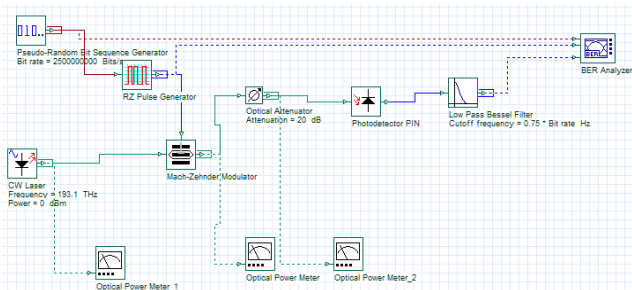 010..
Pseudo-Random Bit Sequence Generator
Bit rate = 2500000000 Bits/s
RZ Pulse Generator
Optical Attenuator
Attenuation = 20 dB
Photodetector PIN
Low Pass Bessel Filter
Cutoff frequency = 0.75 * Bit rate Hz
BER
BER Analyzer
CW Laser
Frequency = 193.1 THz
Power = 0 dBm
Mach-Zehnder Modulator
Optical Power Meter_1
Optical Power Meter
Optical Power Meter_2